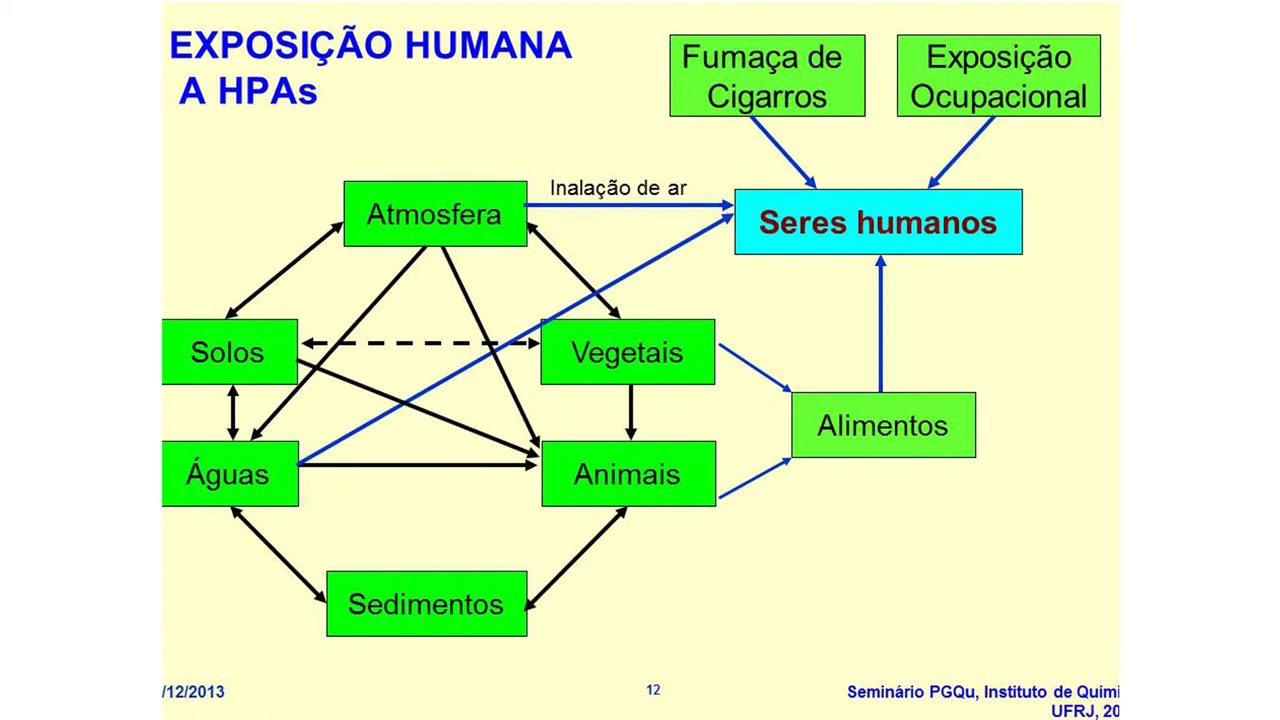 EXPOSIÇÃO HUMANA
A HPAs
Fumaça de
Cigarros
Exposição
Ocupacional
Inalação de ar
Atmosfera
Seres humanos
Solos
Vegetais
Alimentos
Águas
Animais
Sedimentos
/12/2013
12
Seminário PGQu, Instituto de Quími
UFRJ, 20